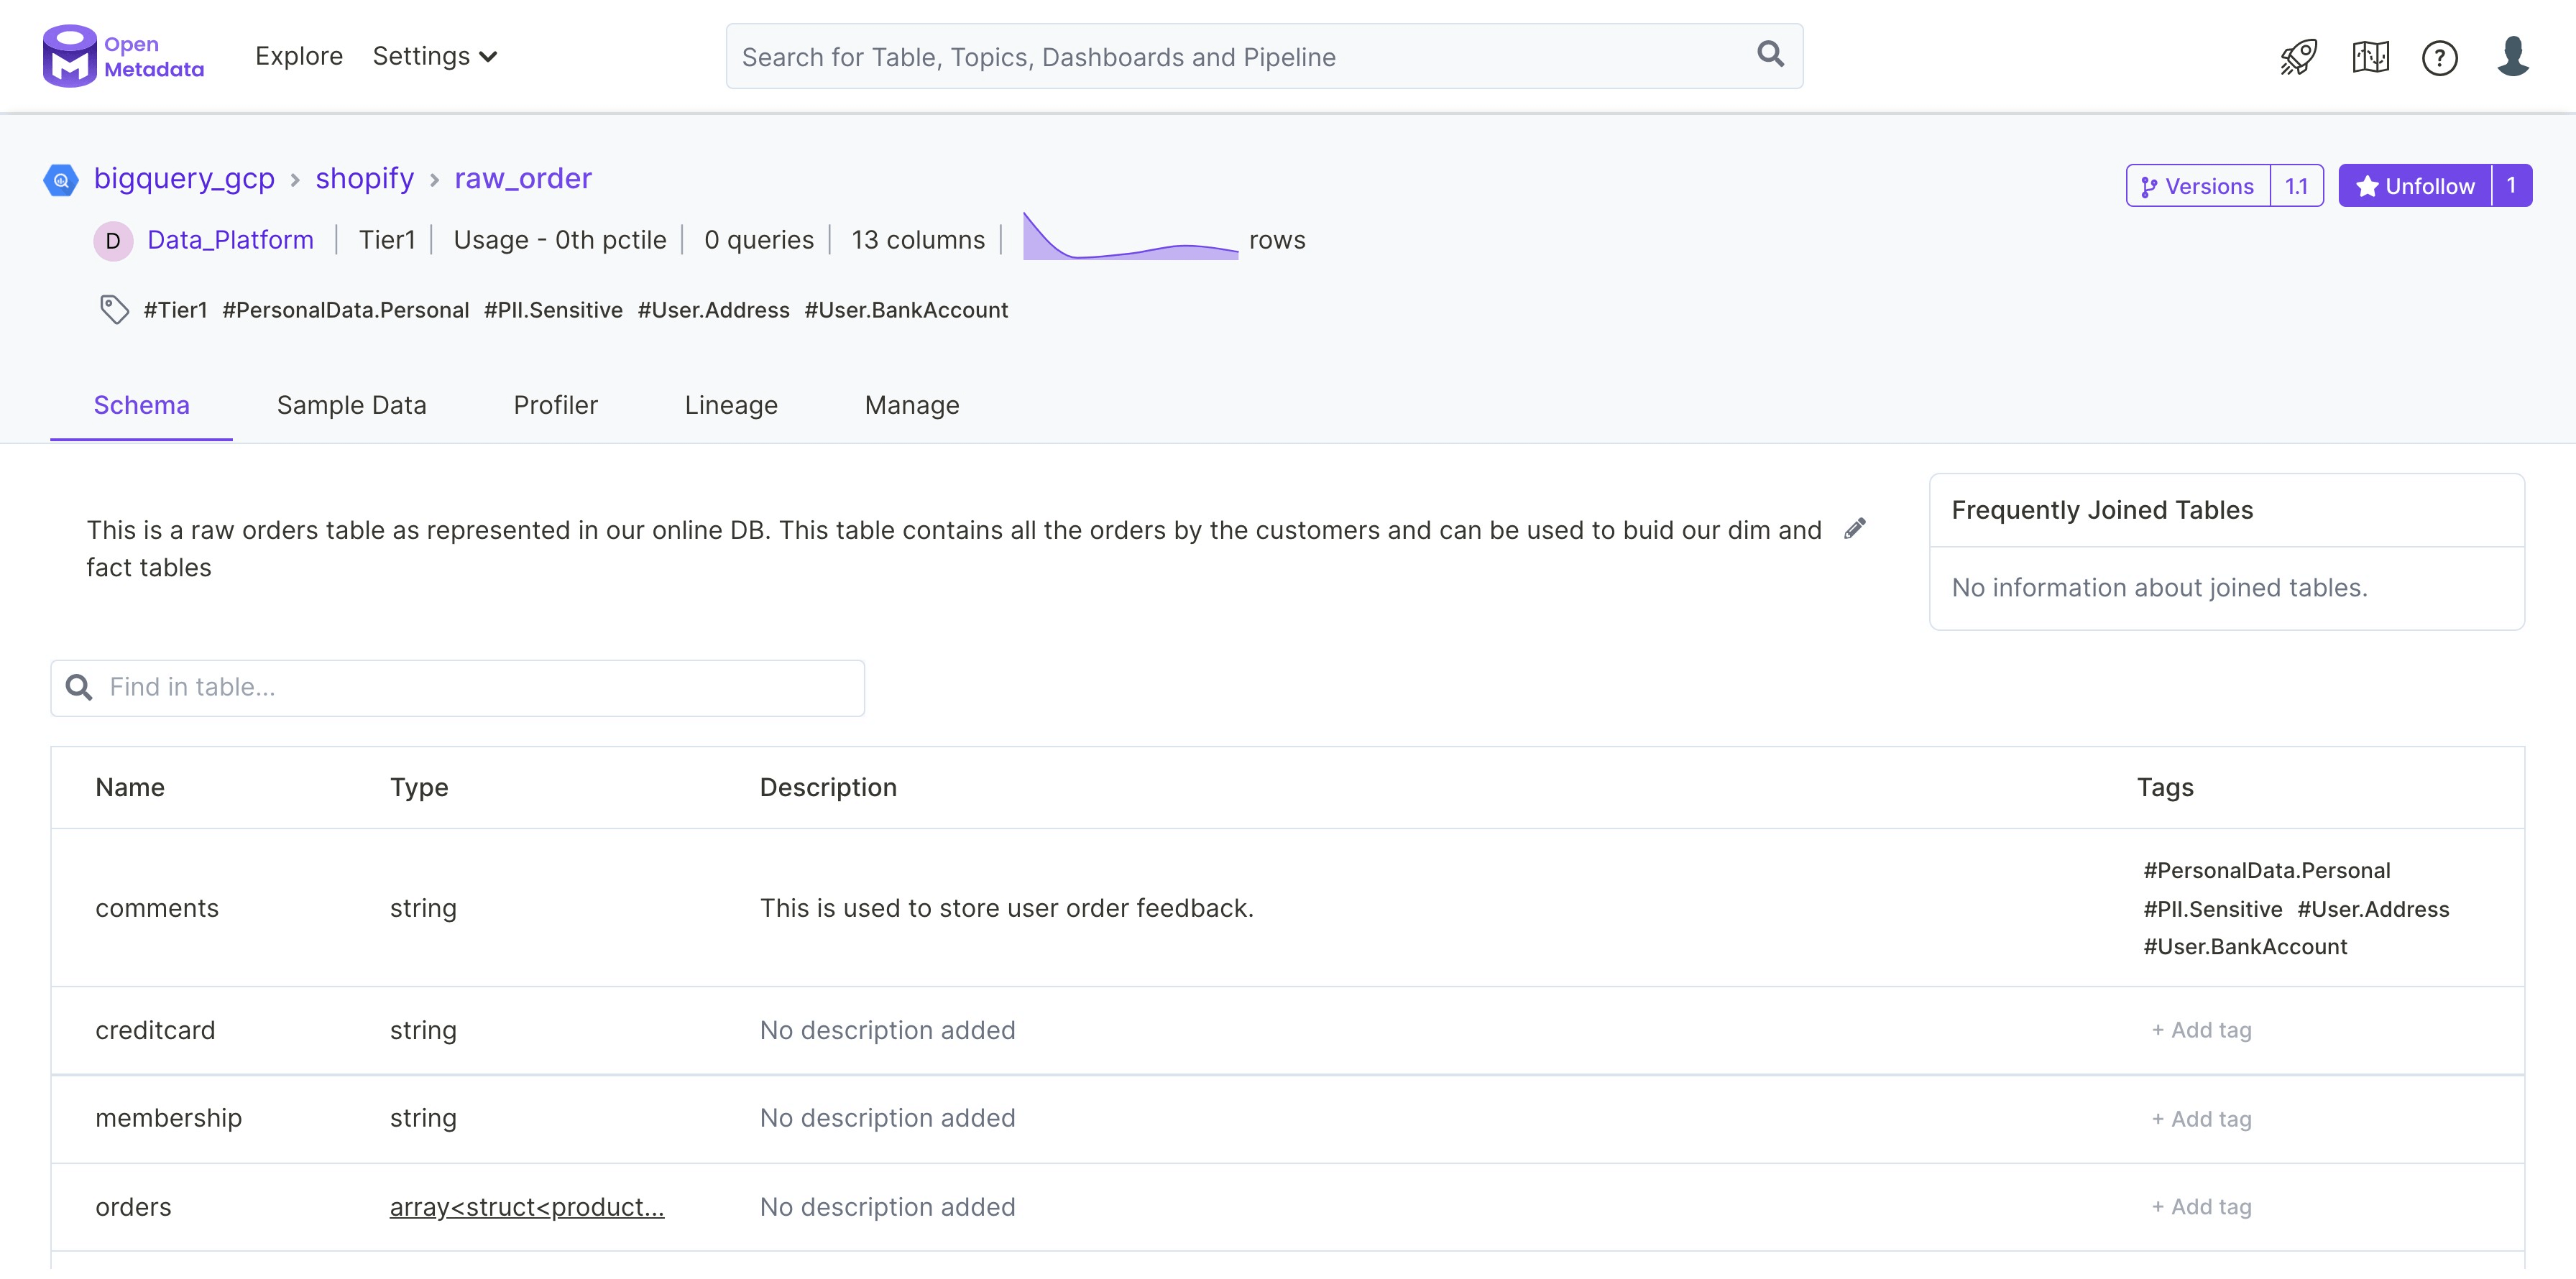 Open
Metadata
Explore Settings
Search for Table, Topics, Dashboards and Pipeline
?
bigquery_gcp > shopify > raw_order
Versions 1.1
Unfollow 1
D Data_Platform | Tier1 | Usage - 0th pctile | 0 queries | 13 columns | rows
#Tier1 #PersonalData.Personal #PII.Sensitive #User.Address #User.BankAccount
Schema Sample Data Profiler Lineage Manage
This is a raw orders table as represented in our online DB. This table contains all the orders by the customers and can be used to buid our dim and
fact tables
Frequently Joined Tables
No information about joined tables.
Find in table...
Name Type Description Tags
comments string This is used to store user order feedback.
#PersonalData.Personal
#PII.Sensitive #User.Address
#User.BankAccount
creditcard string No description added + Add tag
membership string No description added + Add tag
orders array<struct<product... No description added + Add tag